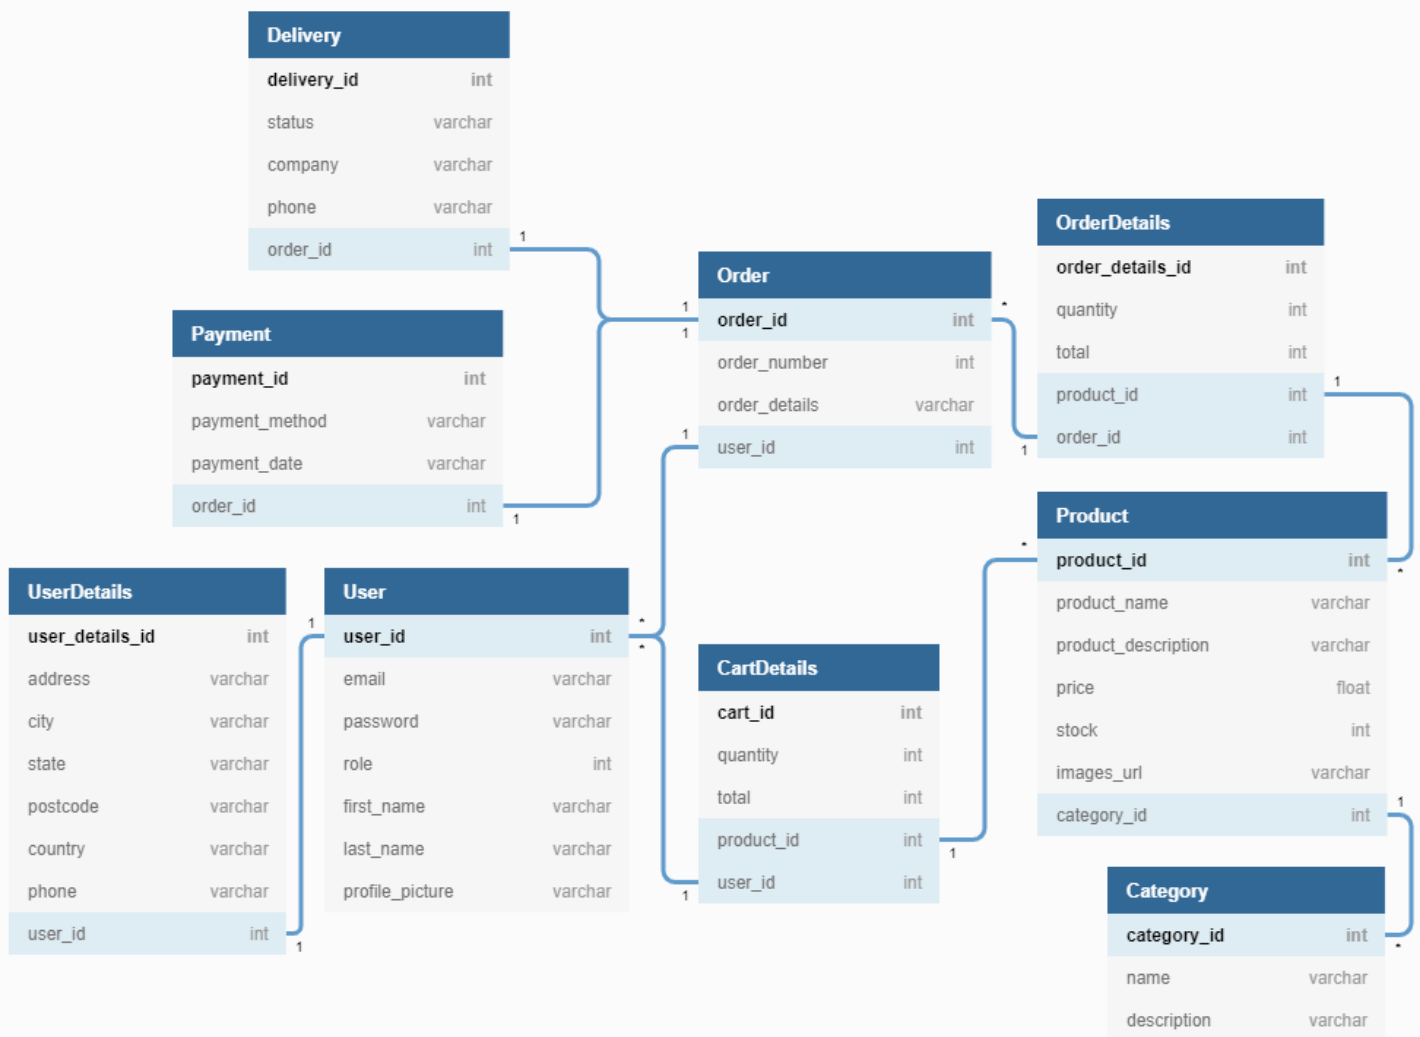 Delivery
delivery_id int
status varchar
company varchar
phone varchar
order_id int
1
Payment
payment_id int
payment_method varchar
payment_date varchar
order_id int
1
Order
1
order_id int
*
1
order_number int
order_details varchar
1
user_id int
OrderDetails
order_details_id int
quantity int
total int
product_id int
1
order_id int
1
UserDetails
user_details_id int
address varchar
city varchar
state varchar
postcode varchar
country varchar
phone varchar
user_id int
1
User
1
user_id int
*
*
email varchar
password varchar
role int
first_name varchar
last_name varchar
profile_picture varchar
CartDetails
cart_id int
quantity int
total int
product_id int
1
user_id int
1
Product
*
product_id int
*
product_name varchar
product_description varchar
price float
stock int
images_url varchar
category_id int
1
Category
category_id int
*
name varchar
description varchar